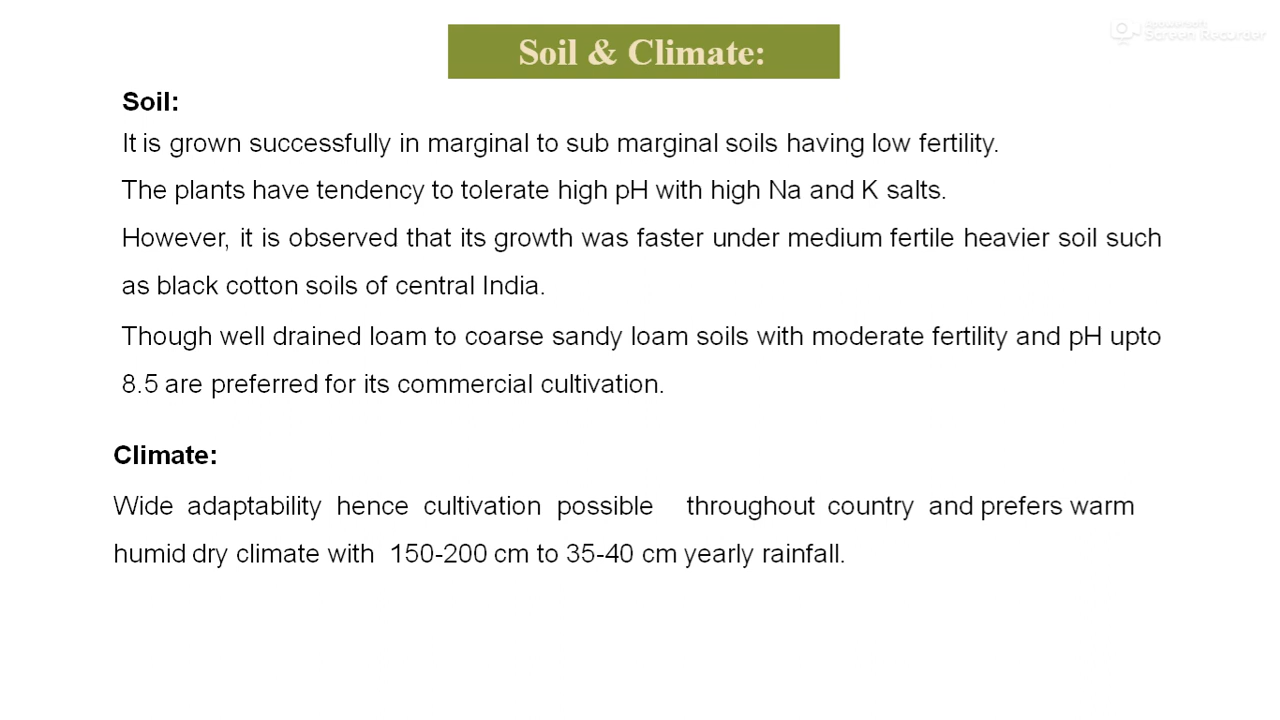 Apowersoft
Screen Recorder
Soil & Climate:
Soil:
It is grown successfully in marginal to sub marginal soils having low fertility.
The plants have tendency to tolerate high pH with high Na and K salts.
However, it is observed that its growth was faster under medium fertile heavier soil such
as black cotton soils of central India.
Though well drained loam to coarse sandy loam soils with moderate fertility and pH upto
8.5 are preferred for its commercial cultivation.
Climate:
Wide adaptability hence cultivation possible throughout country and prefers warm
humid dry climate with 150-200 cm to 35-40 cm yearly rainfall.